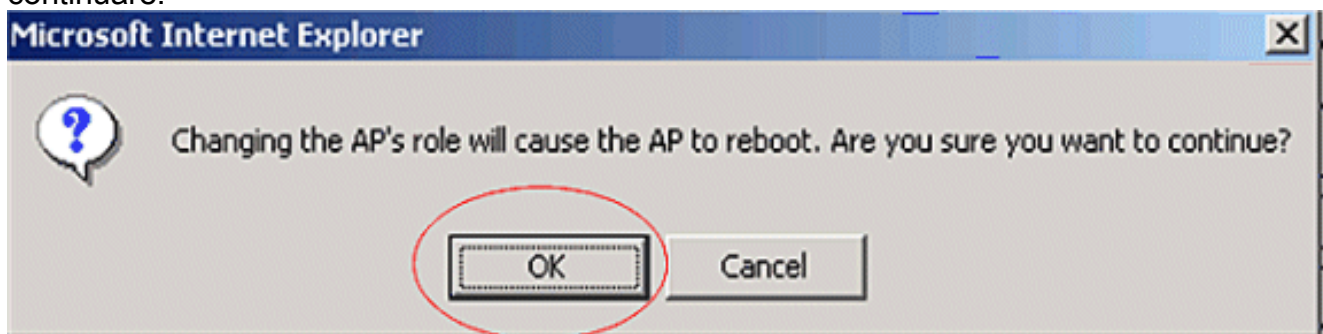 continuare.
Microsoft Internet Explorer
Changing the AP's role will cause the AP to reboot. Are you sure you want to continue?
OK Cancel